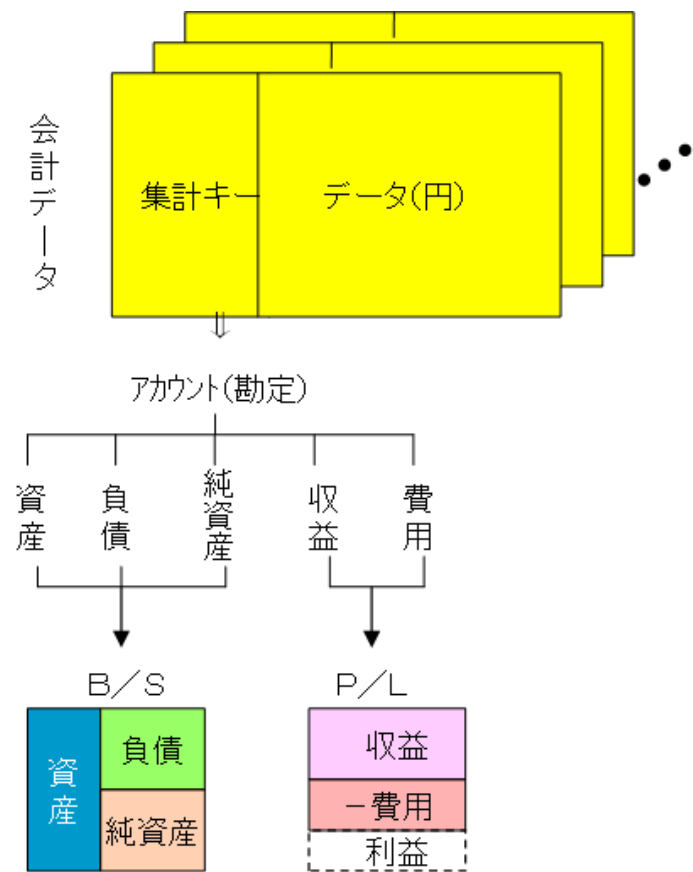 会計データ
集計キー
データ(円)
アカウント(勘定)
資産
負債
純資産
収益
費用
B／S
P／L
資産
負債
純資産
収益
－費用
利益